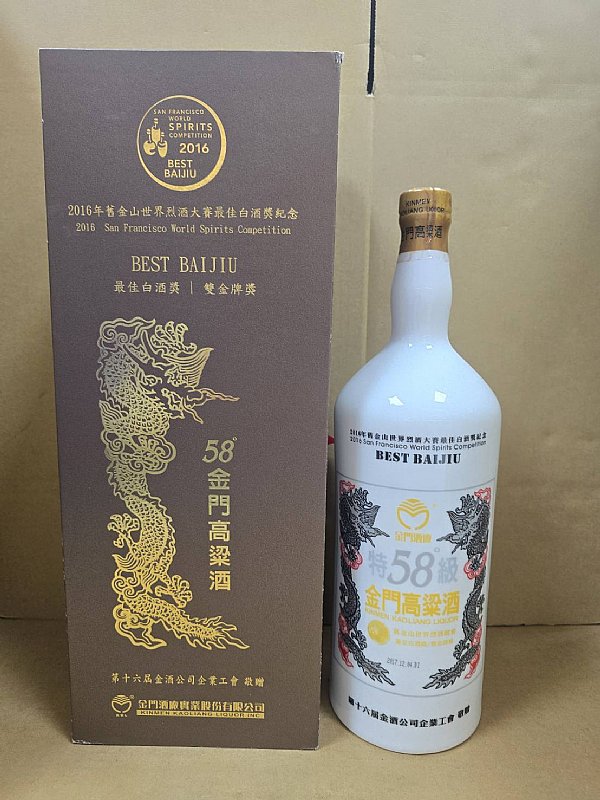 SAN FRANCISCO
WORLD
SPIRITS
COMPETITION
2016
BEST
BAIJIU
2016年舊金山世界烈酒大賽最佳白酒獎紀念
2016 San Francisco World Spirits Competition
BEST BAIJIU
最佳白酒獎｜雙金牌獎
58°
金門高粱酒
第十六屆金酒公司企業工會 敬贈
金門酒廠實業股份有限公司
KINMEN KAOLIANG LIQUOR INC.
KINMEN
KAOLIANG LIQUOR
金門高粱酒
2016年舊金山世界烈酒大賽最佳白酒獎紀念
2016 San Francisco World Spirits Competition
BEST BAIJIU
金門酒廠
特58°級
金門高粱酒
KINMEN KAOLIANG LIQUOR
2017.12.04
第十六屆金酒公司企業工會 敬贈